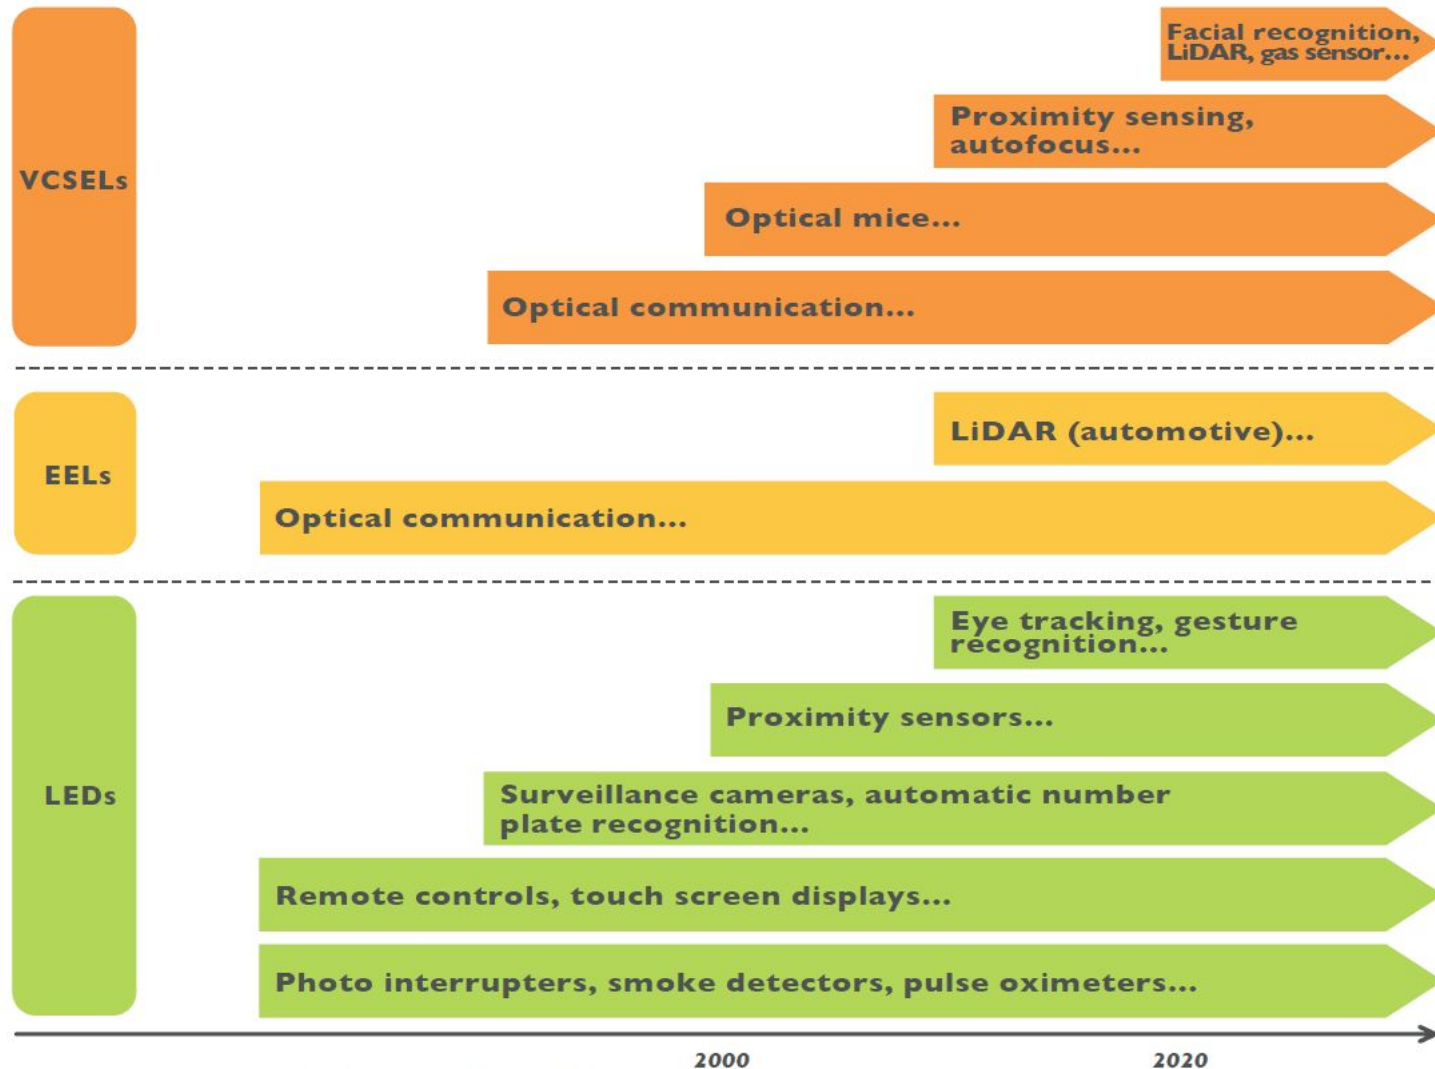 Facial recognition,
LiDAR, gas sensor...
Proximity sensing,
autofocus...
VCSELs
Optical mice...
Optical communication...
LiDAR (automotive)...
EELs
Optical communication...
Eye tracking, gesture
recognition...
Proximity sensors...
LEDs
Surveillance cameras, automatic number
plate recognition...
Remote controls, touch screen displays...
Photo interrupters, smoke detectors, pulse oximeters...
2000
2020